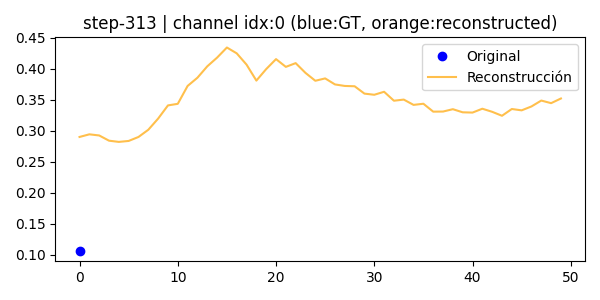 step-313 | channel idx:0 (blue:GT, orange:reconstructed)
0.45
0.40
0.35
0.30
0.25
0.20
0.15
0.10
Original
Reconstrucción
0 10 20 30 40 50